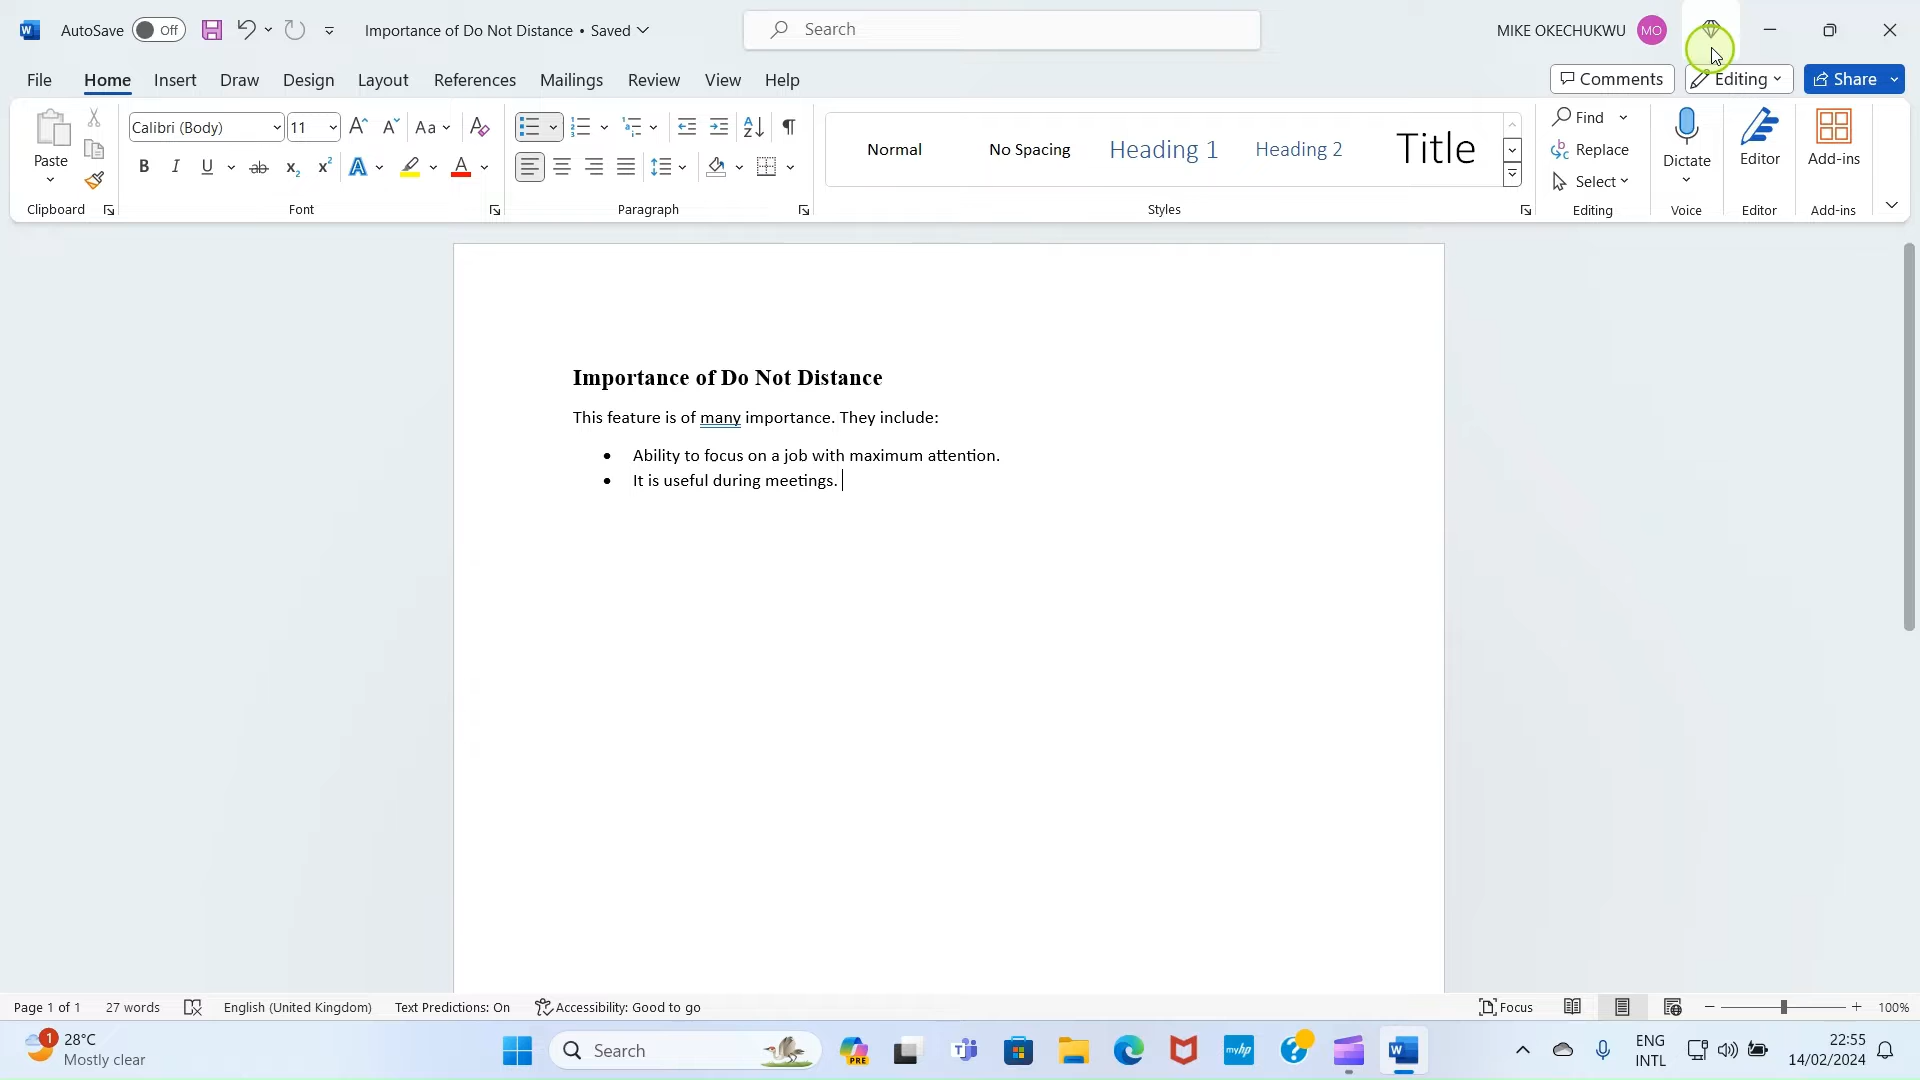 AutoSave Off Importance of Do Not Distance • Saved Search MIKE OKECHUKWU MO
File Home Insert Draw Design Layout References Mailings Review View Help Comments Editing Share
Paste Calibri (Body) 11 Aa Normal No Spacing Heading 1 Heading 2 Title Find Replace Select Dictate Editor Add-ins
Clipboard Font Paragraph Styles Editing Voice Editor Add-ins
Importance of Do Not Distance
This feature is of many importance. They include:
• Ability to focus on a job with maximum attention.
• It is useful during meetings.
Page 1 of 1 27 words English (United Kingdom) Text Predictions: On Accessibility: Good to go Focus 100%
1 28°C
Mostly clear
Search
PRE
myhp
ENG
INTL
22:55
14/02/2024